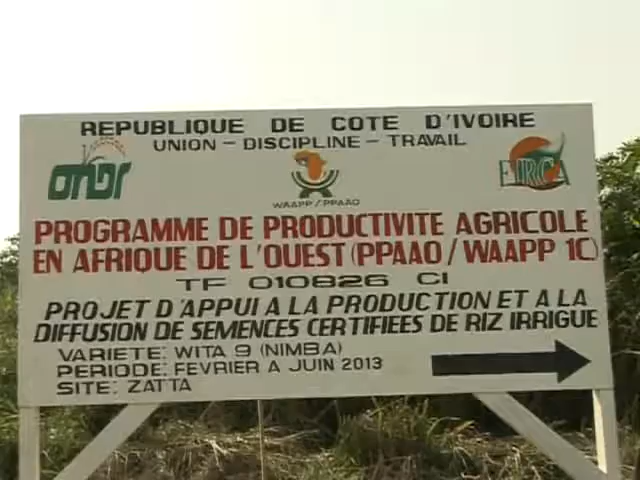 REPUBLIQUE DE COTE D'IVOIRE
UNION - DISCIPLINE - TRAVAIL
ONDR
WAAPP / PPAAO
FIRCA
PROGRAMME DE PRODUCTIVITE AGRICOLE
EN AFRIQUE DE L'OUEST (PPAAO / WAAPP 1C)
TF 010826 CI
PROJET D'APPUI A LA PRODUCTION ET A LA
DIFFUSION DE SEMENCES CERTIFIEES DE RIZ IRRIGUE
VARIETE: WITA 9 (NIMBA)
PERIODE: FEVRIER A JUIN 2013
SITE: ZATTA